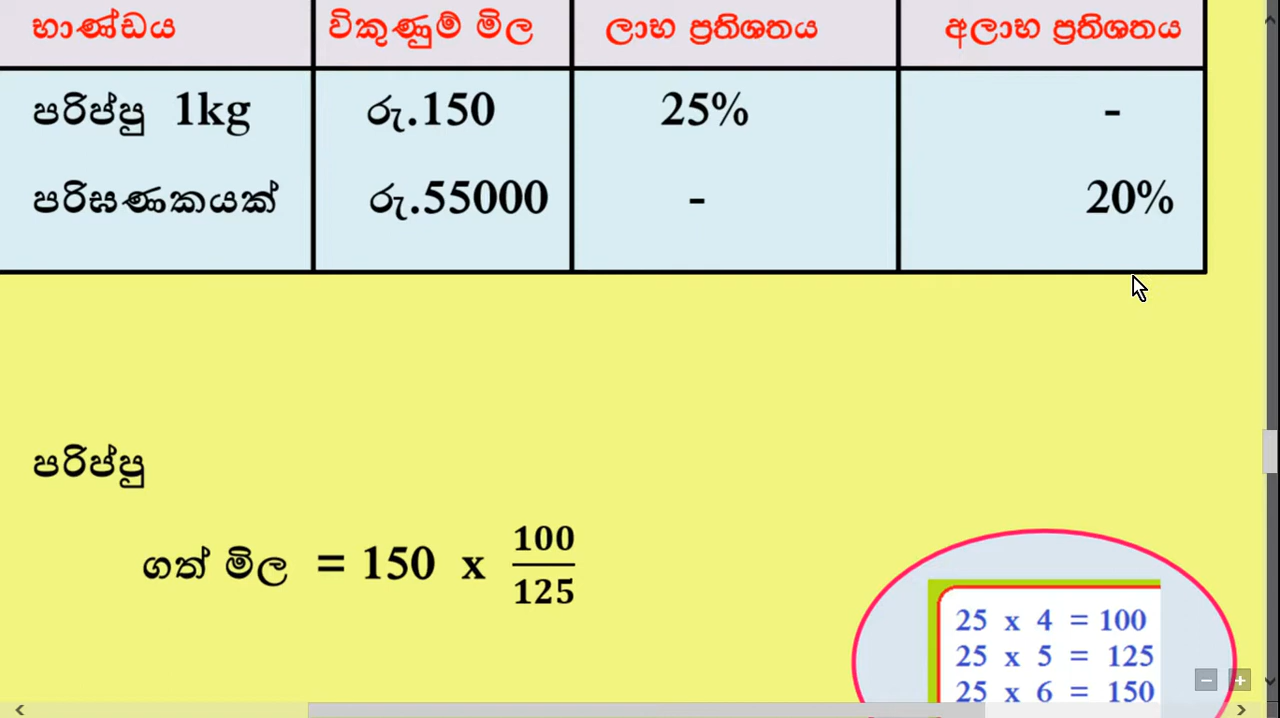 භාණ්ඩය විකුණුම් මිල ලාභ ප්‍රතිශතය අලාභ ප්‍රතිශතය
පරිප්පු 1kg රු.150 25% -
පරිඝණකයක් රු.55000 - 20%
පරිප්පු
ගත් මිල = 150 x 100/125
25 x 4 = 100
25 x 5 = 125
25 x 6 = 150